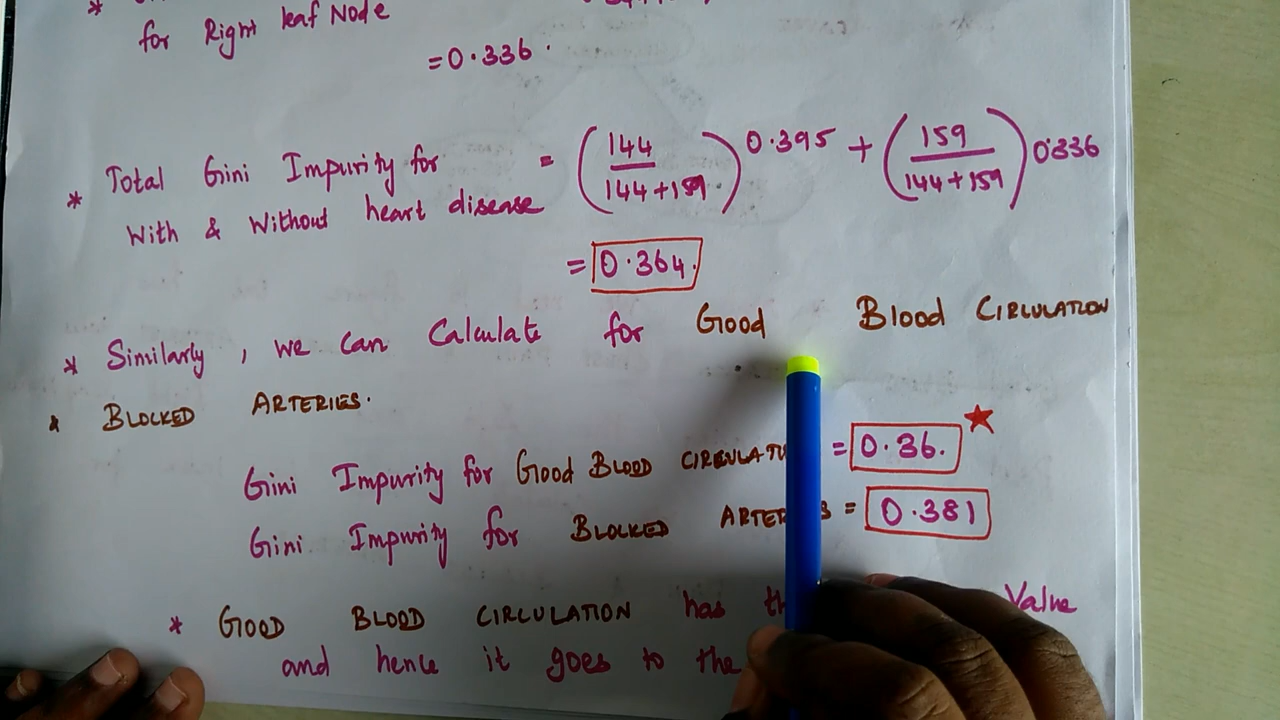 *
for Right leaf Node
= 0.336.
* Total Gini Impurity for With & Without heart disease = (144 / 144+159) 0.395 + (159 / 144+159) 0.336
= 0.364.
* Similarly, we can Calculate for Good Blood CIRCULATION
* BLOCKED ARTERIES.
Gini Impurity for Good BLOOD CIRCULATI = 0.36. ★
Gini Impurity for BLOCKED ARTER S = 0.381
* GOOD BLOOD CIRCULATION has th Value
and hence it goes to the